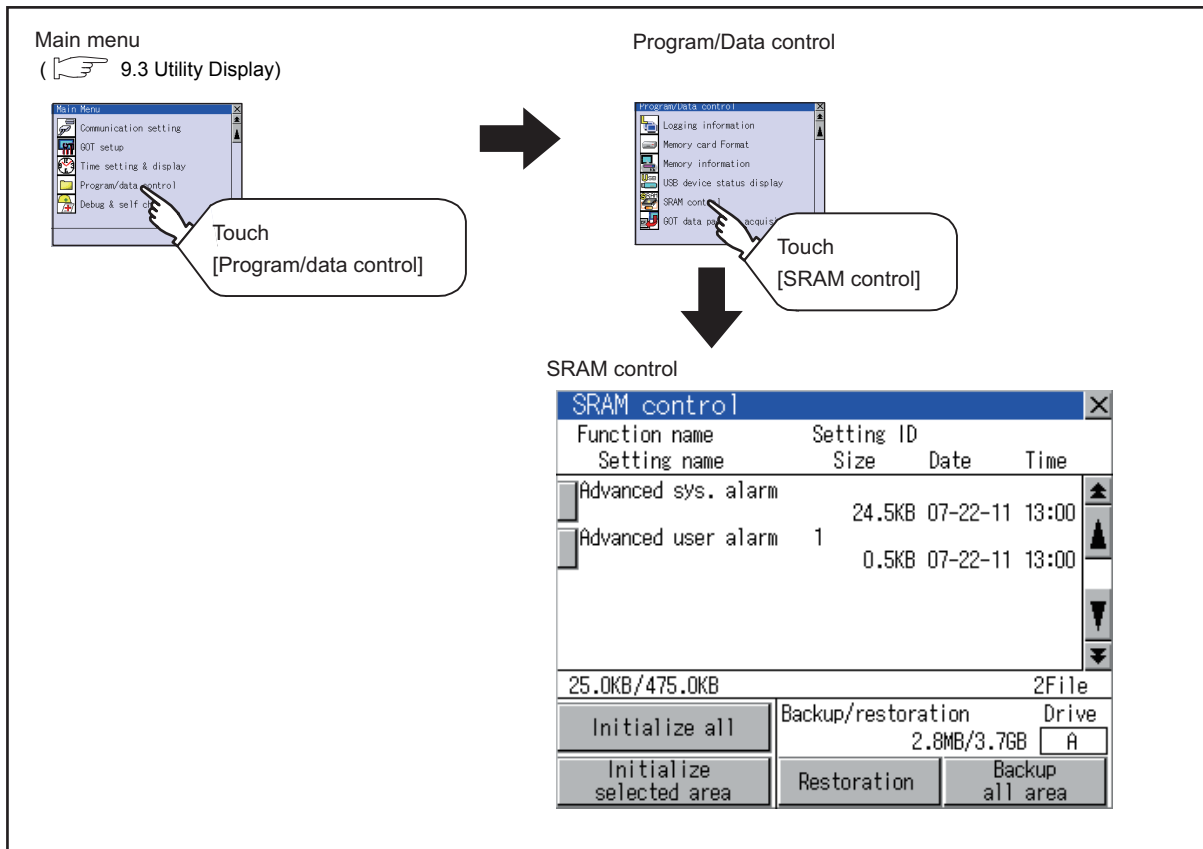 Main menu
( 9.3 Utility Display)
Main Menu
Communication setting
GOT setup
Time setting & display
Program/data control
Debug & self
Touch
[Program/data control]
Program/Data control
Program/Data control
Logging information
Memory card Format
Memory information
USB device status display
SRAM control
GOT data
Touch
[SRAM control]
SRAM control
SRAM control
Function name Setting ID
Setting name Size Date Time
Advanced sys. alarm
24.5KB 07-22-11 13:00
Advanced user alarm 1
0.5KB 07-22-11 13:00
25.0KB/475.0KB 2File
Initialize all
Backup/restoration Drive
2.8MB/3.7GB A
Initialize
selected area
Restoration
Backup
all area